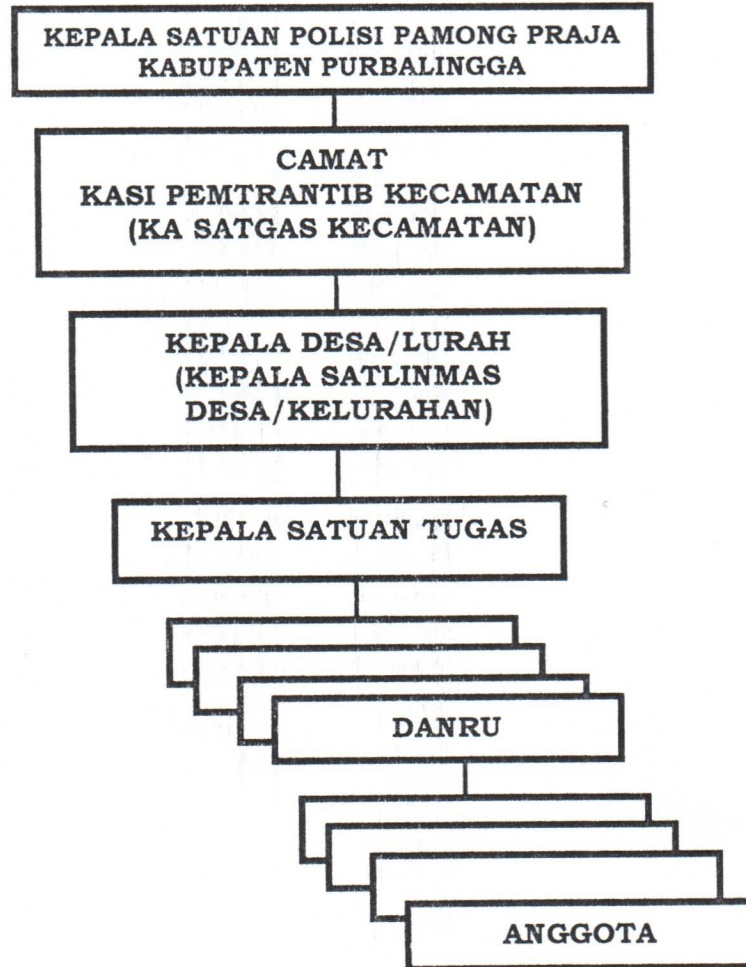 KEPALA SATUAN POLISI PAMONG PRAJA
KABUPATEN PURBALINGGA
CAMAT
KASI PEMTRANTIB KECAMATAN
(KA SATGAS KECAMATAN)
KEPALA DESA/LURAH
(KEPALA SATLINMAS
DESA/KELURAHAN)
KEPALA SATUAN TUGAS
DANRU
ANGGOTA